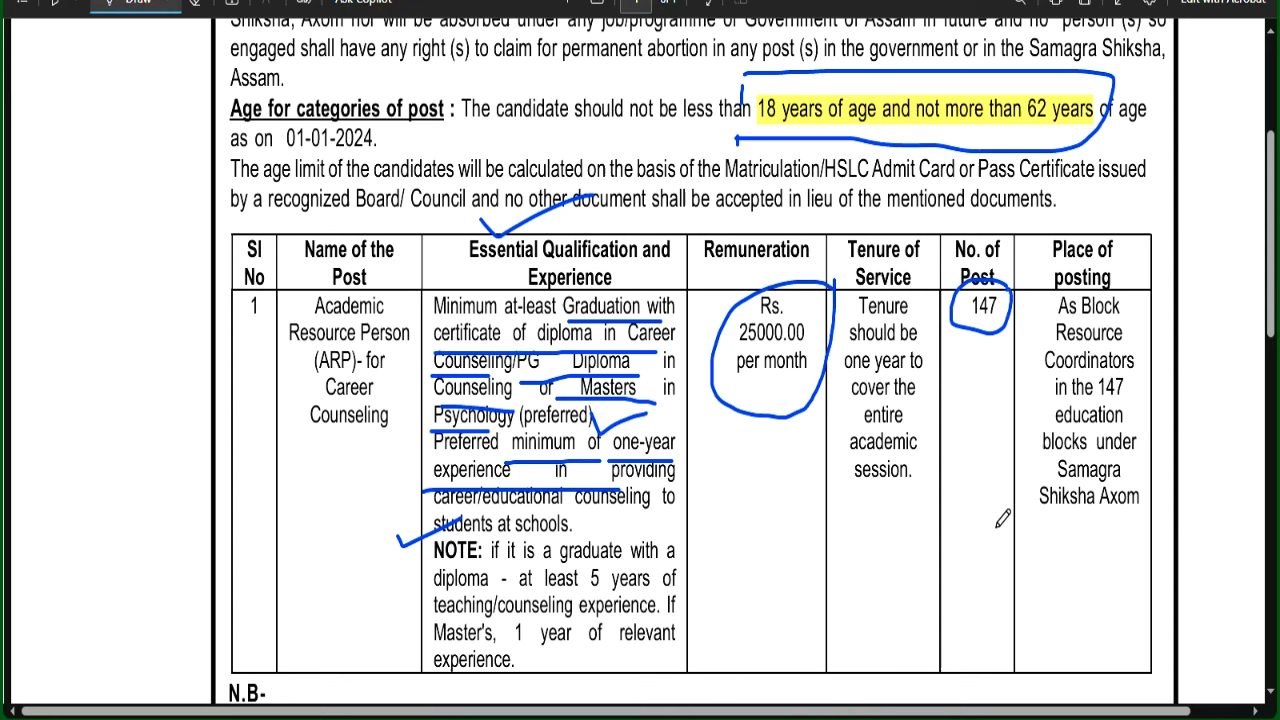 Draw
Ask Copilot
Edit with Acrobat
Shiksha, Axom nor will be absorbed under any job/programme of Government of Assam in future and no person (s) so
engaged shall have any right (s) to claim for permanent abortion in any post (s) in the government or in the Samagra Shiksha,
Assam.
Age for categories of post : The candidate should not be less than 18 years of age and not more than 62 years of age
as on 01-01-2024.
The age limit of the candidates will be calculated on the basis of the Matriculation/HSLC Admit Card or Pass Certificate issued
by a recognized Board/ Council and no other document shall be accepted in lieu of the mentioned documents.
Sl
No
Name of the
Post
Essential Qualification and
Experience
Remuneration
Tenure of
Service
No. of
Post
Place of
posting
1
Academic
Resource Person
(ARP)- for
Career
Counseling
Minimum at-least Graduation with
certificate of diploma in Career
Counseling/PG Diploma in
Counseling or Masters in
Psychology (preferred)
Preferred minimum of one-year
experience in providing
career/educational counseling to
students at schools.
NOTE: if it is a graduate with a
diploma - at least 5 years of
teaching/counseling experience. If
Master's, 1 year of relevant
experience.
Rs.
25000.00
per month
Tenure
should be
one year to
cover the
entire
academic
session.
147
As Block
Resource
Coordinators
in the 147
education
blocks under
Samagra
Shiksha Axom
N.B-